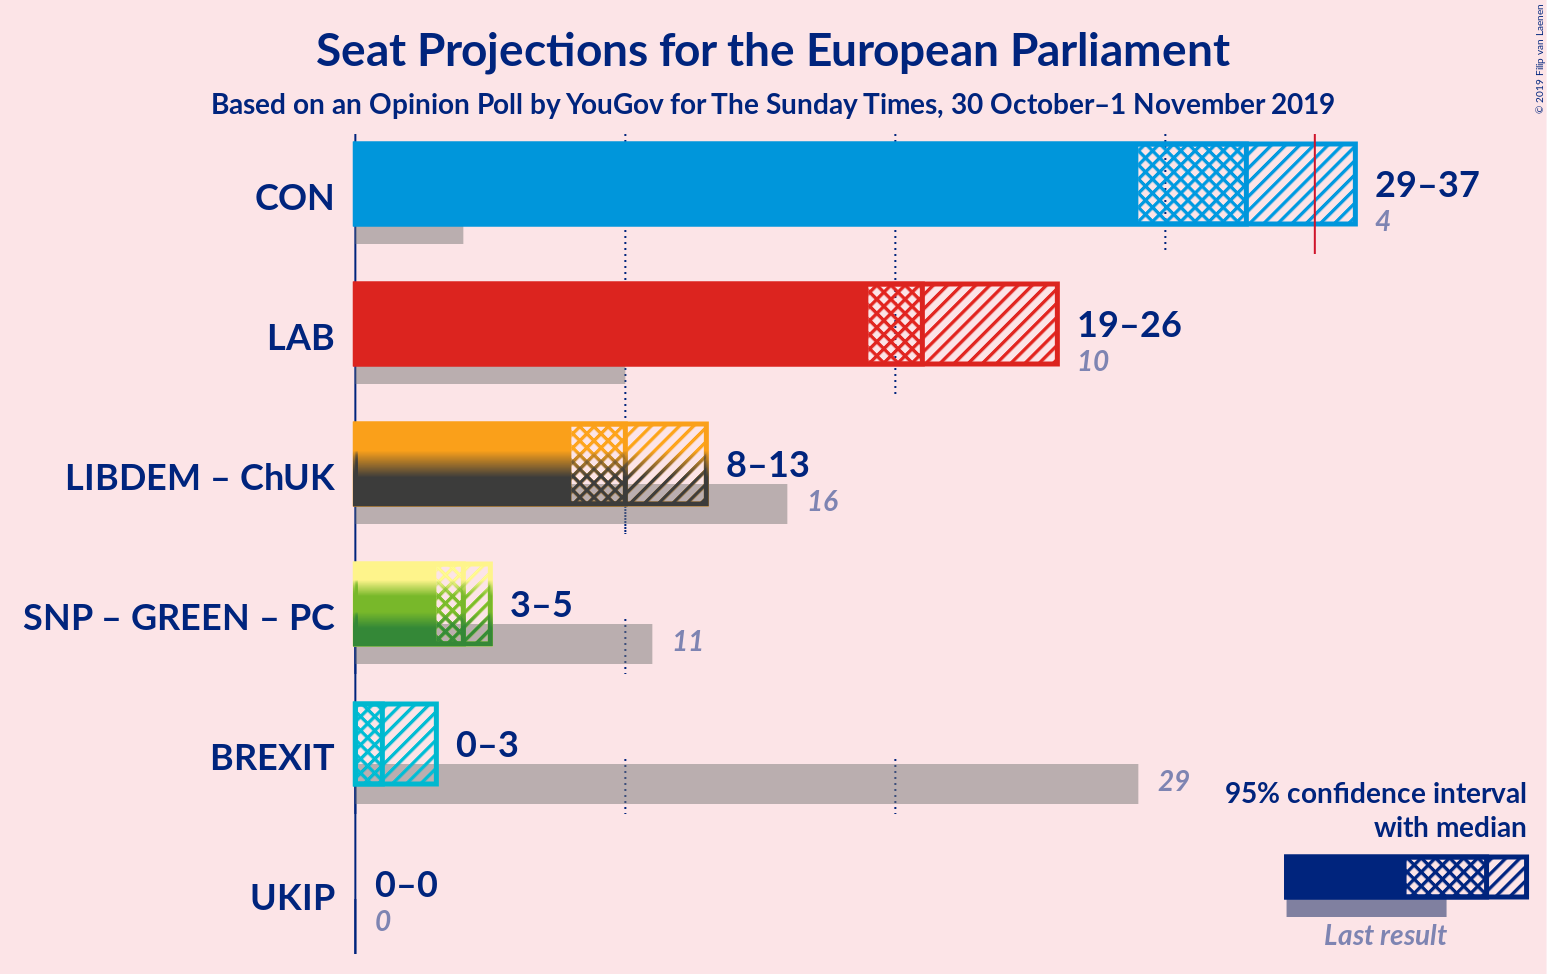 Seat Projections for the European Parliament
Based on an Opinion Poll by YouGov for The Sunday Times, 30 October–1 November 2019
© 2019 Filip van Laenen
CON
29–37
4
LAB
19–26
10
LIBDEM – ChUK
8–13
16
SNP – GREEN – PC
3–5
11
BREXIT
0–3
29
UKIP
0–0
0
95% confidence interval
with median
Last result